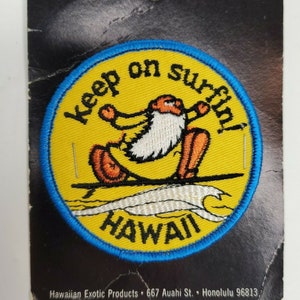 keep on surfin!
HAWAII
Hawaiian Exotic Products • 667 Auahi St. • Honolulu 96813